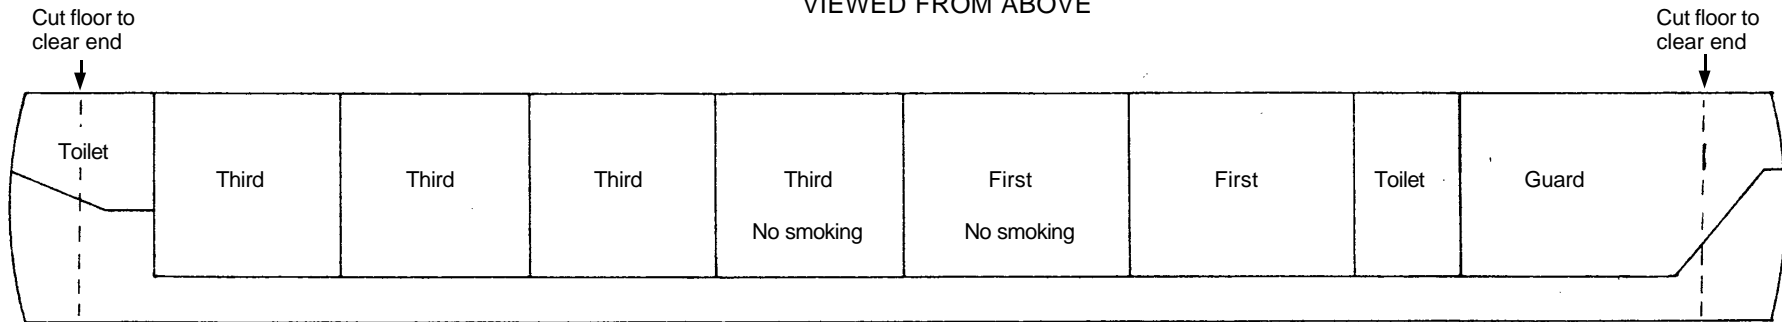 VIEWED FROM ABOVE
Cut floor to
clear end
Cut floor to
clear end
Toilet
Third
Third
Third
Third
No smoking
First
No smoking
First
Toilet
Guard